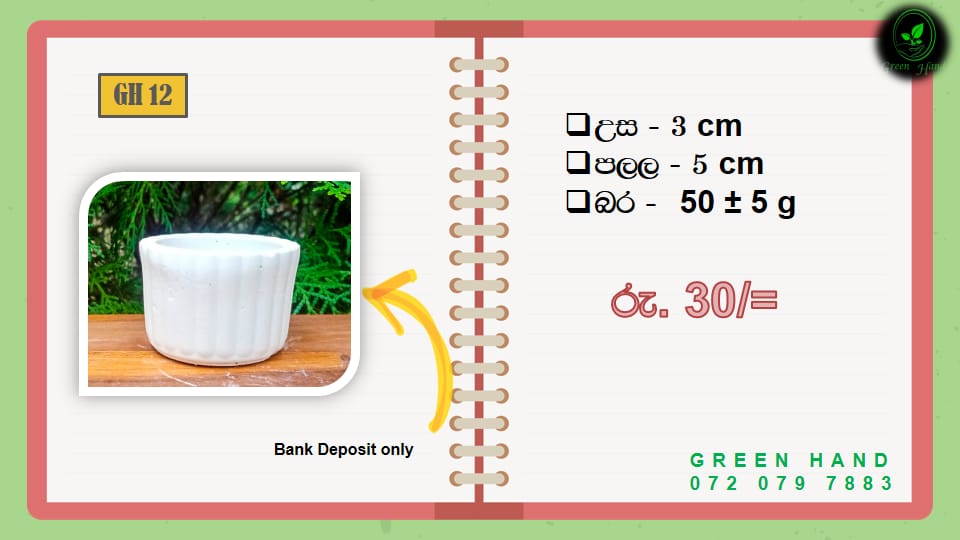 GH 12
Bank Deposit only
❑උස - 3 cm
❑පලල - 5 cm
❑බර - 50 ± 5 g
රු. 30/=
GREEN HAND
072 079 7883
Green Hand